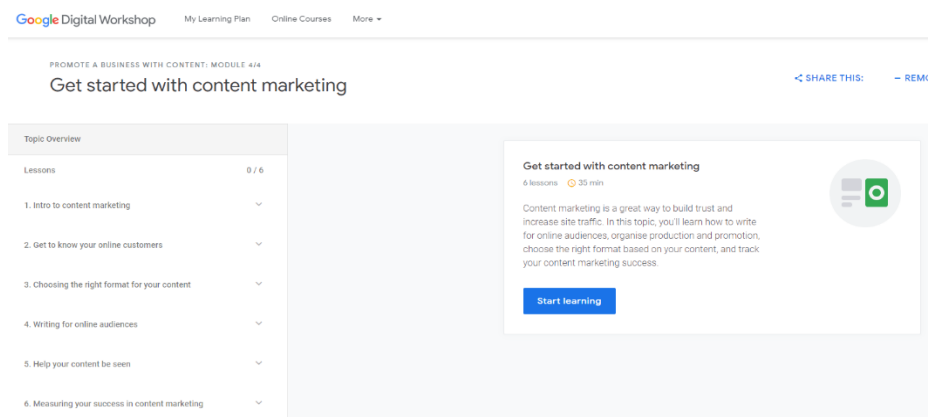 Google Digital Workshop My Learning Plan Online Courses More
PROMOTE A BUSINESS WITH CONTENT: MODULE 4/4
Get started with content marketing
SHARE THIS: – REMO
Topic Overview
Lessons 0 / 6
1. Intro to content marketing
2. Get to know your online customers
3. Choosing the right format for your content
4. Writing for online audiences
5. Help your content be seen
6. Measuring your success in content marketing
Get started with content marketing
6 lessons 35 min
Content marketing is a great way to build trust and
increase site traffic. In this topic, you'll learn how to write
for online audiences, organise production and promotion,
choose the right format based on your content, and track
your content marketing success.
Start learning